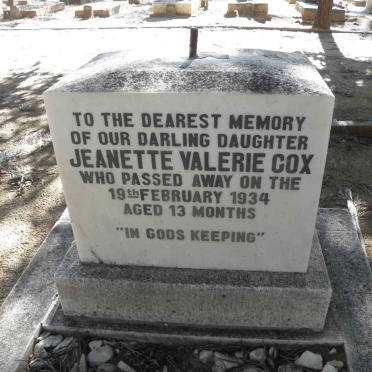 TO THE DEAREST MEMORY
OF OUR DARLING DAUGHTER
JEANETTE VALERIE COX
WHO PASSED AWAY ON THE
19th FEBRUARY 1934
AGED 13 MONTHS
"IN GODS KEEPING"